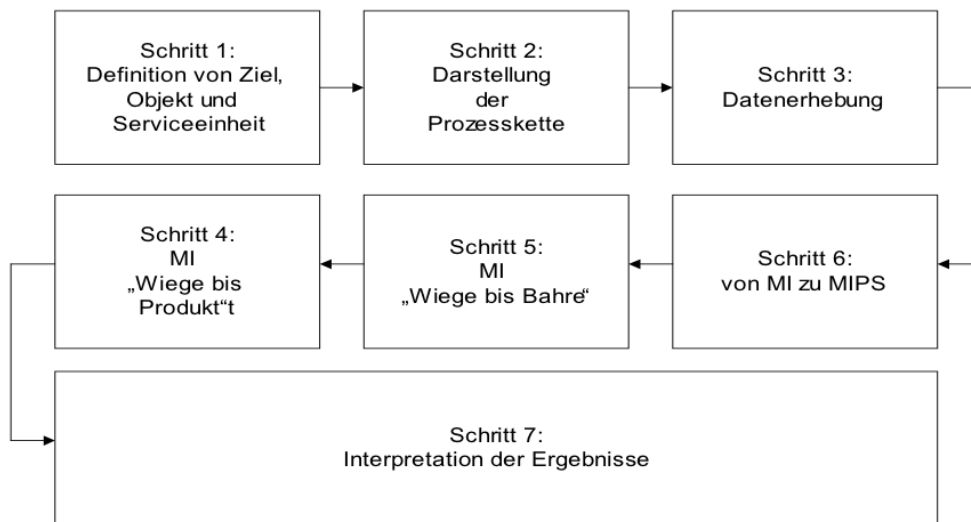 Schritt 1:
Definition von Ziel,
Objekt und
Serviceeinheit
Schritt 2:
Darstellung
der
Prozesskette
Schritt 3:
Datenerhebung
Schritt 4:
MI
„Wiege bis
Produkt“t
Schritt 5:
MI
„Wiege bis Bahre“
Schritt 6:
von MI zu MIPS
Schritt 7:
Interpretation der Ergebnisse